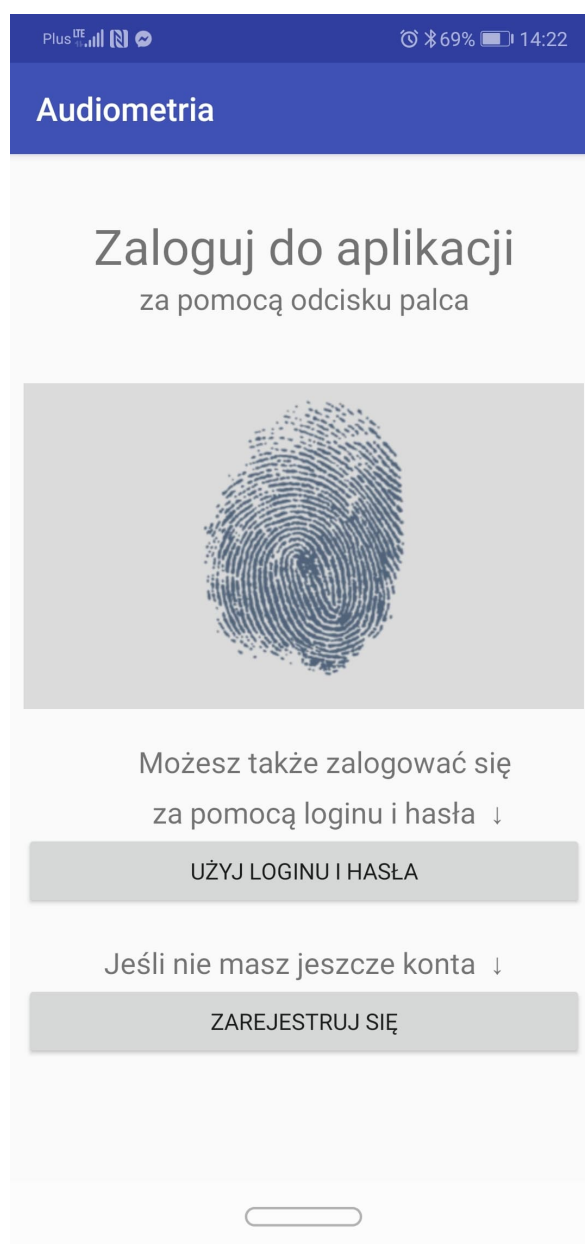 Plus LTE 69% 14:22
Audiometria
Zaloguj do aplikacji
za pomocą odcisku palca
Możesz także zalogować się
za pomocą loginu i hasła ↓
UŻYJ LOGINU I HASŁA
Jeśli nie masz jeszcze konta ↓
ZAREJESTRUJ SIĘ